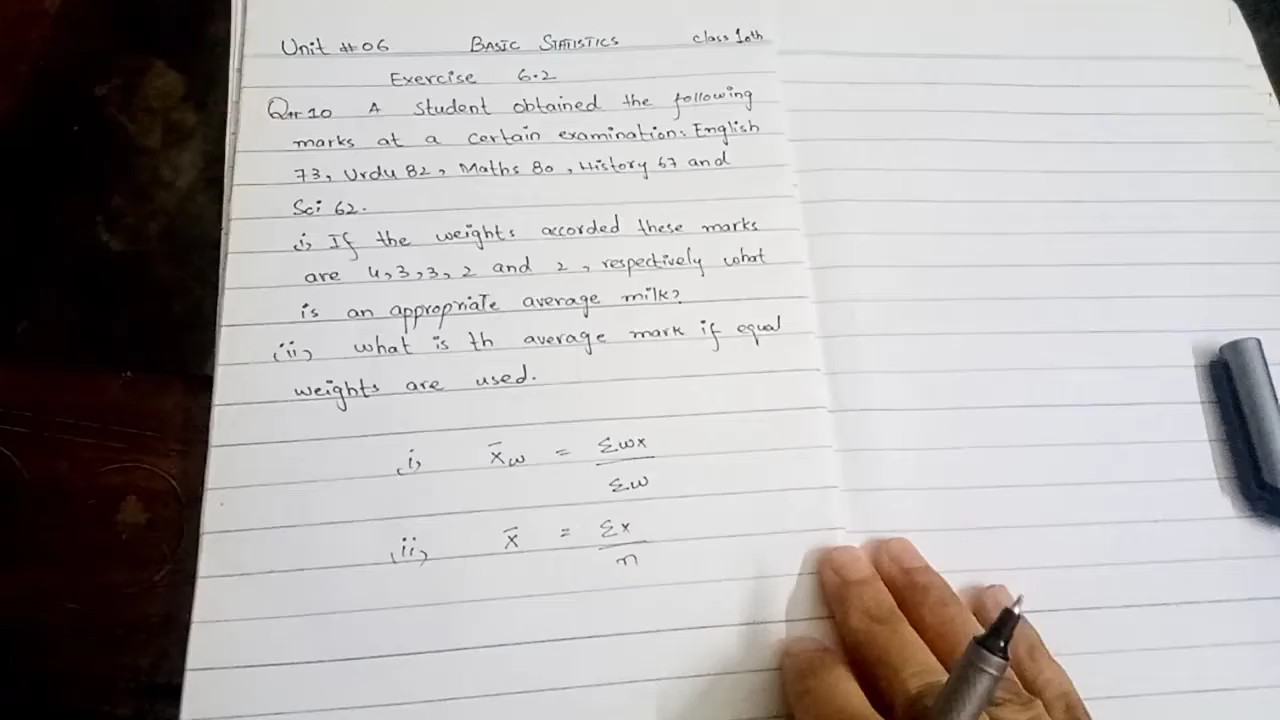 Unit #06 BASIC STATISTICS class 10th
Exercise 6.2
Q#10 A student obtained the following
marks at a certain examination: English
73, Urdu 82, Maths 80, History 67 and
Sci 62.
i, If the weights accorded these marks
are 4,3,3,2 and 2, respectively what
is an appropriate average milk?
(ii, what is th average mark if equal
weights are used.
(i, x̄w = Σwx / Σw
(ii, x̄ = Σx / n